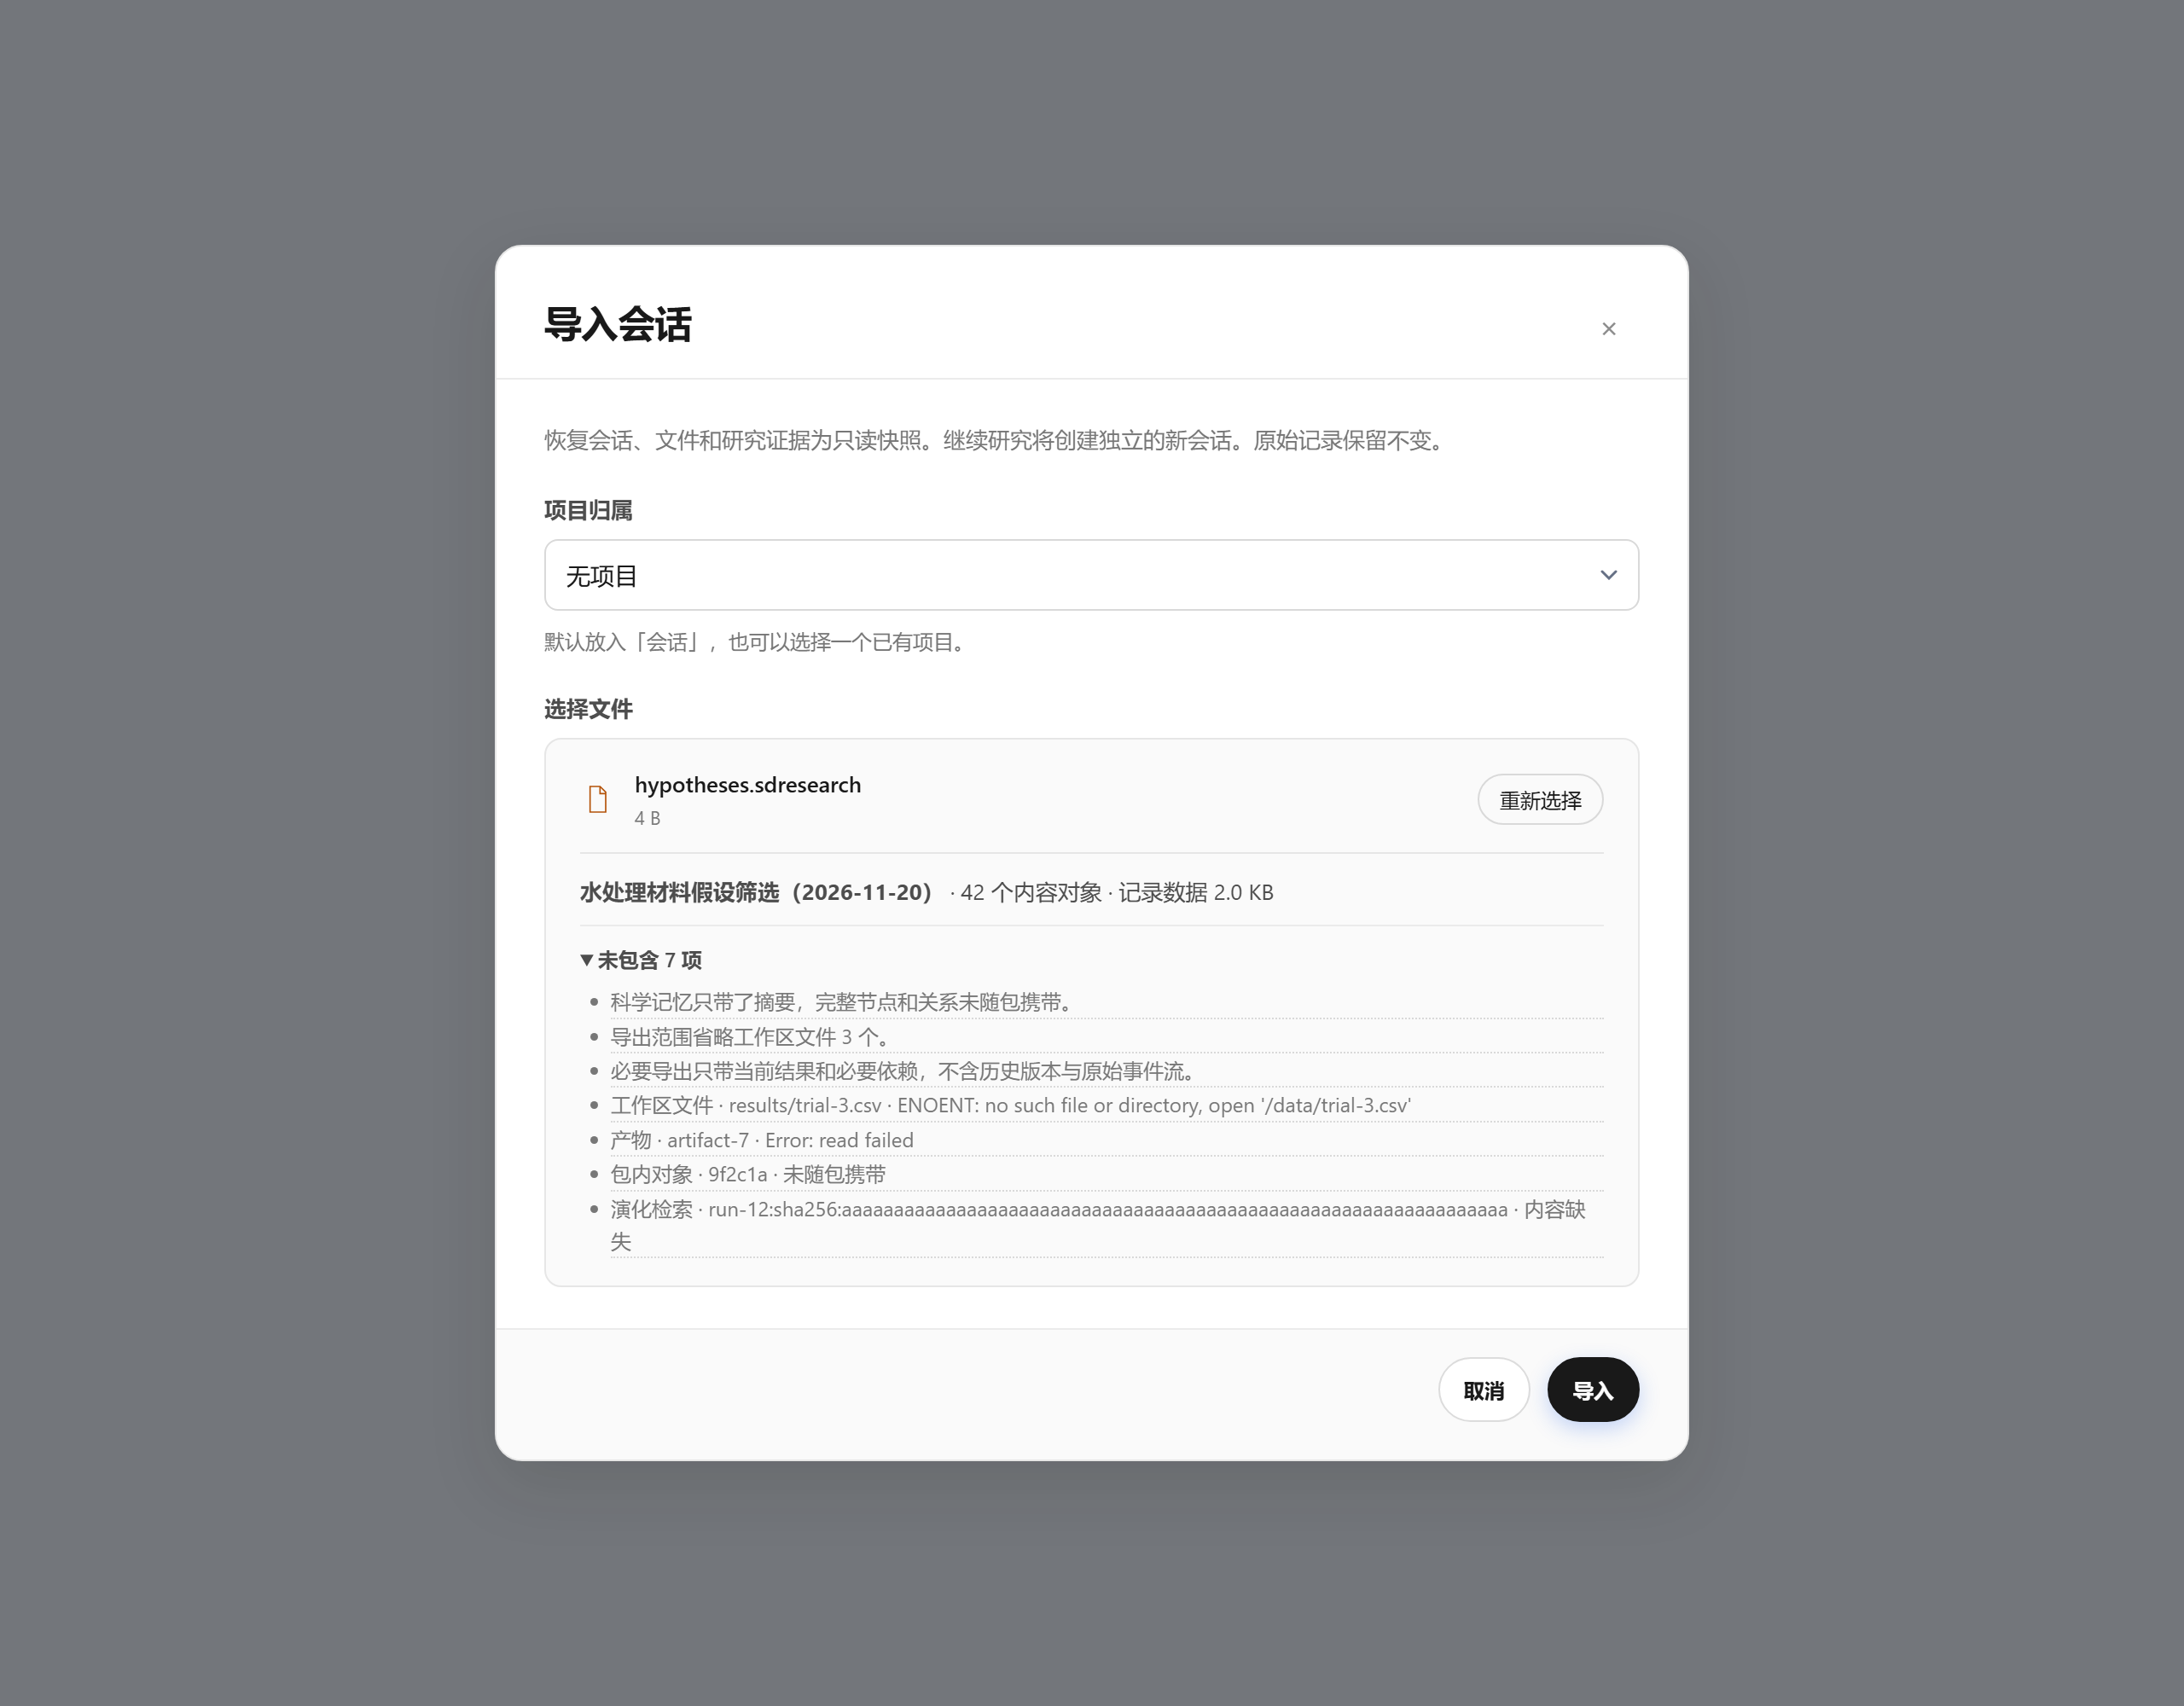 导入会话
×
恢复会话、文件和研究证据为只读快照。继续研究将创建独立的新会话。原始记录保留不变。
项目归属
无项目
默认放入「会话」，也可以选择一个已有项目。
选择文件
hypotheses.sdresearch
4 B
重新选择
水处理材料假设筛选（2026-11-20） · 42 个内容对象 · 记录数据 2.0 KB
▼未包含 7 项
• 科学记忆只带了摘要，完整节点和关系未随包携带。
• 导出范围省略工作区文件 3 个。
• 必要导出只带当前结果和必要依赖，不含历史版本与原始事件流。
• 工作区文件 · results/trial-3.csv · ENOENT: no such file or directory, open '/data/trial-3.csv'
• 产物 · artifact-7 · Error: read failed
• 包内对象 · 9f2c1a · 未随包携带
• 演化检索 · run-12:sha256:aaaaaaaaaaaaaaaaaaaaaaaaaaaaaaaaaaaaaaaaaaaaaaaaaaaaaaaaaaaaaaaa · 内容缺
失
取消
导入